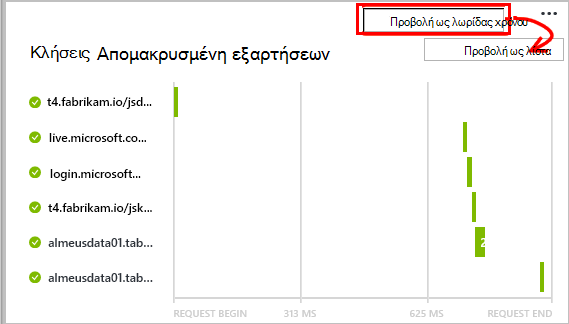 Προβολή ως λωρίδας χρόνου
...
Κλήσεις Απομακρυσμένη εξαρτήσεων
Προβολή ως λίστα
t4.fabrikam.io/jsd...
live.microsoft.co...
login.microsoft...
t4.fabrikam.io/jsk...
almeusdata01.tab...
2
almeusdata01.tab...
REQUEST BEGIN 313 MS 625 MS REQUEST END